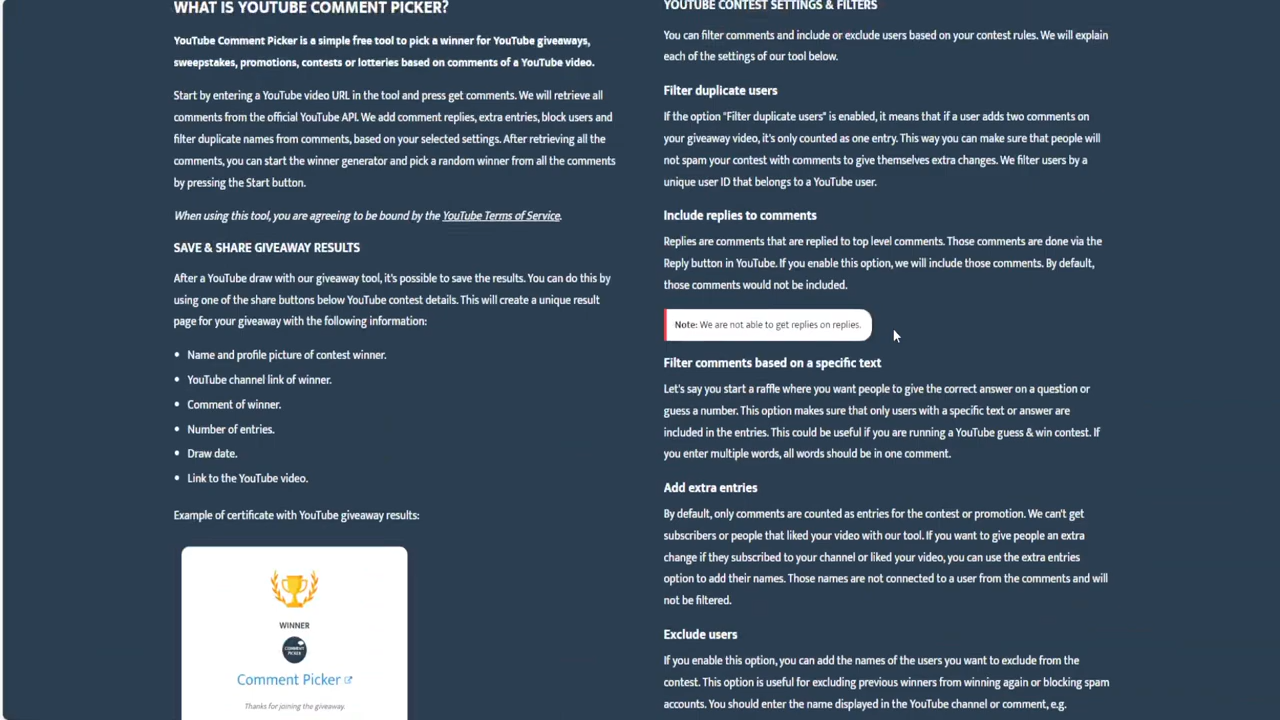 WHAT IS YOUTUBE COMMENT PICKER?
YouTube Comment Picker is a simple free tool to pick a winner for YouTube giveaways,
sweepstakes, promotions, contests or lotteries based on comments of a YouTube video.
Start by entering a YouTube video URL in the tool and press get comments. We will retrieve all
comments from the official YouTube API. We add comment replies, extra entries, block users and
filter duplicate names from comments, based on your selected settings. After retrieving all the
comments, you can start the winner generator and pick a random winner from all the comments
by pressing the Start button.
When using this tool, you are agreeing to be bound by the YouTube Terms of Service.
SAVE & SHARE GIVEAWAY RESULTS
After a YouTube draw with our giveaway tool, it's possible to save the results. You can do this by
using one of the share buttons below YouTube contest details. This will create a unique result
page for your giveaway with the following information:
• Name and profile picture of contest winner.
• YouTube channel link of winner.
• Comment of winner.
• Number of entries.
• Draw date.
• Link to the YouTube video.
Example of certificate with YouTube giveaway results:
WINNER
COMMENT
PICKER
Comment Picker
Thanks for joining the giveaway.
YOUTUBE CONTEST SETTINGS & FILTERS
You can filter comments and include or exclude users based on your contest rules. We will explain
each of the settings of our tool below.
Filter duplicate users
If the option "Filter duplicate users" is enabled, it means that if a user adds two comments on
your giveaway video, it's only counted as one entry. This way you can make sure that people will
not spam your contest with comments to give themselves extra changes. We filter users by a
unique user ID that belongs to a YouTube user.
Include replies to comments
Replies are comments that are replied to top level comments. Those comments are done via the
Reply button in YouTube. If you enable this option, we will include those comments. By default,
those comments would not be included.
Note: We are not able to get replies on replies.
Filter comments based on a specific text
Let's say you start a raffle where you want people to give the correct answer on a question or
guess a number. This option makes sure that only users with a specific text or answer are
included in the entries. This could be useful if you are running a YouTube guess & win contest. If
you enter multiple words, all words should be in one comment.
Add extra entries
By default, only comments are counted as entries for the contest or promotion. We can't get
subscribers or people that liked your video with our tool. If you want to give people an extra
change if they subscribed to your channel or liked your video, you can use the extra entries
option to add their names. Those names are not connected to a user from the comments and will
not be filtered.
Exclude users
If you enable this option, you can add the names of the users you want to exclude from the
contest. This option is useful for excluding previous winners from winning again or blocking spam
accounts. You should enter the name displayed in the YouTube channel or comment, e.g.